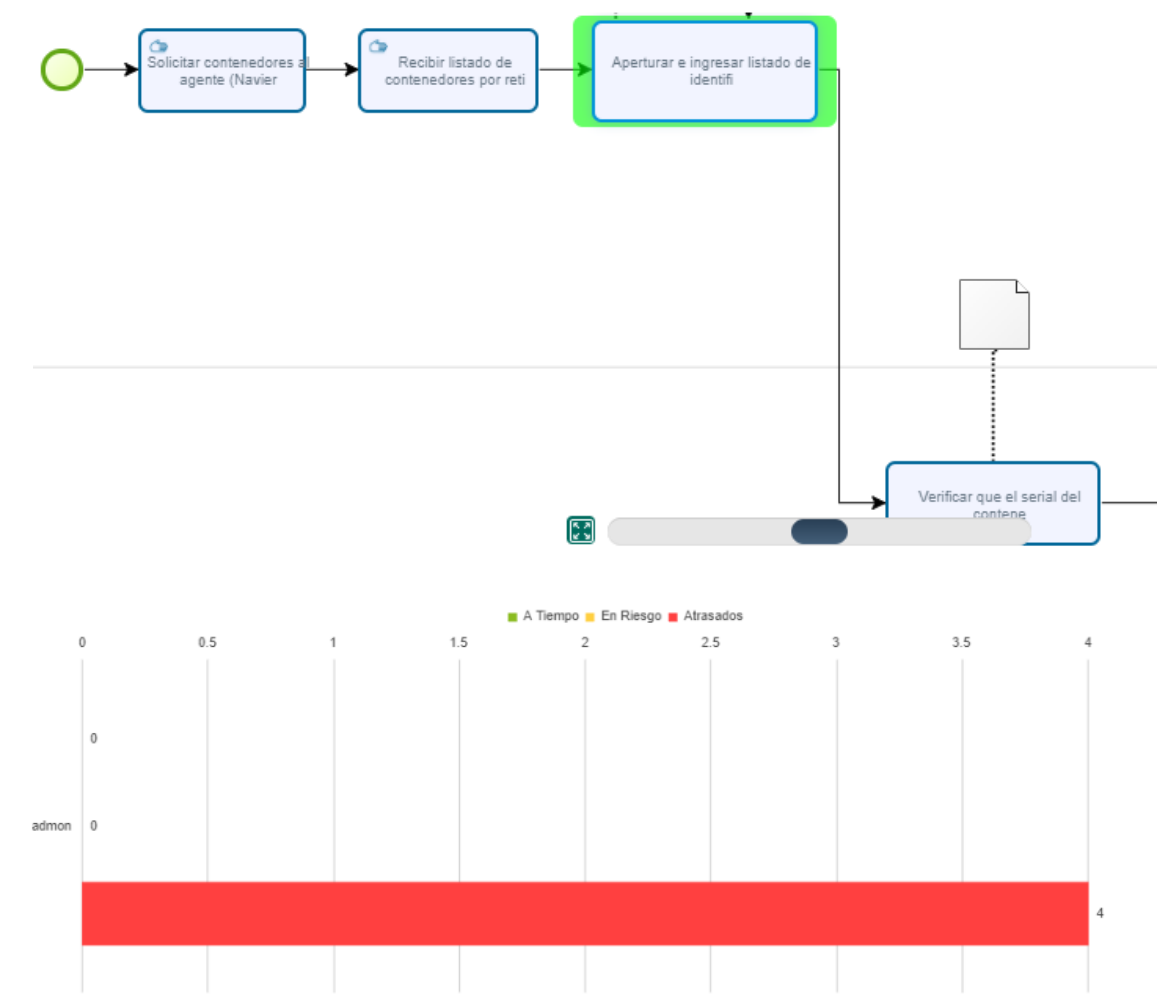 Solicitar contenedores al
agente (Navier
Recibir listado de
contenedores por reti
Aperturar e ingresar listado de
identifi
Verificar que el serial del
contene
A Tiempo En Riesgo Atrasados
0 0.5 1 1.5 2 2.5 3 3.5 4
0
admon 0
4